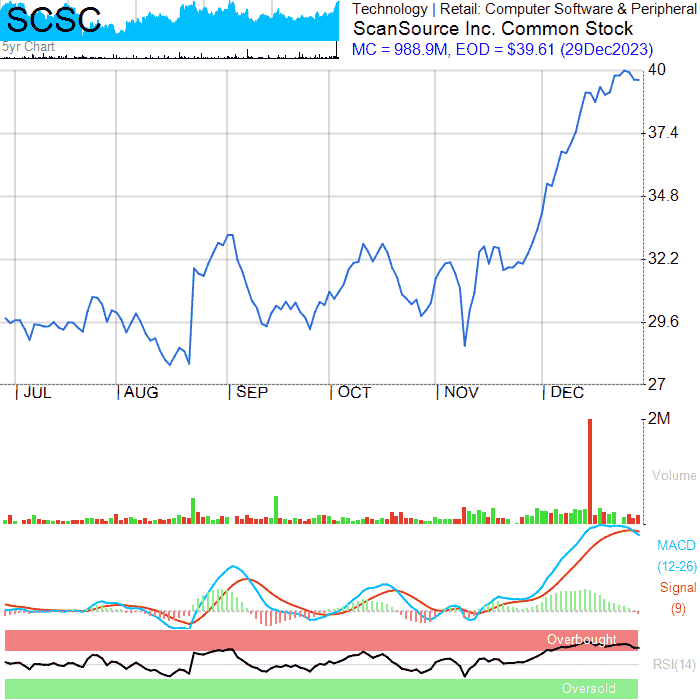 SCSC
5yr Chart
Technology | Retail: Computer Software & Peripheral
ScanSource Inc. Common Stock
MC = 988.9M, EOD = $39.61 (29Dec2023)
40
37.4
34.8
32.2
29.6
27
| JUL | AUG | SEP | OCT | NOV | DEC
2M
Volume
MACD
(12-26)
Signal
(9)
Overbought
RSI(14)
Oversold